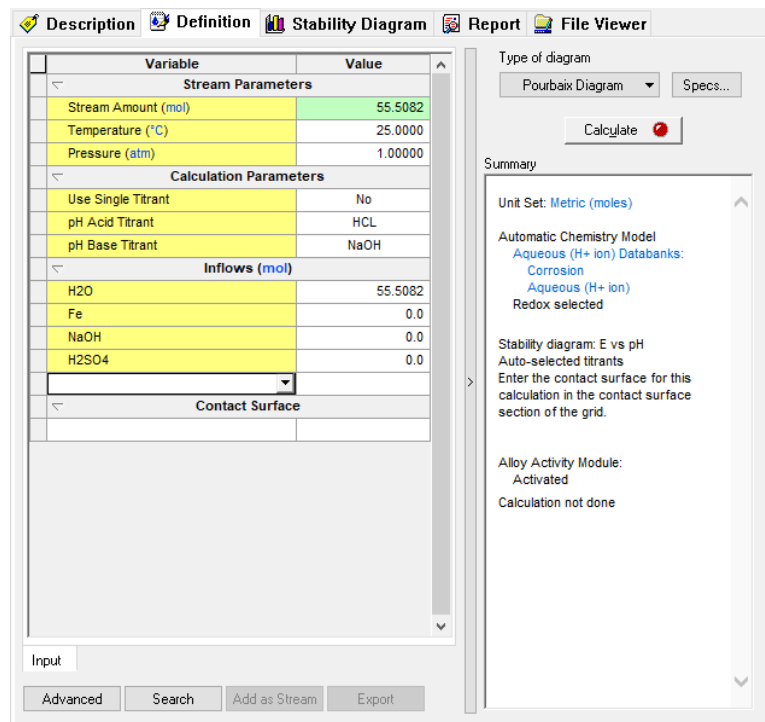 Description Definition Stability Diagram Report File Viewer
Variable Value
Stream Parameters
Stream Amount (mol) 55.5082
Temperature (°C) 25.0000
Pressure (atm) 1.00000
Calculation Parameters
Use Single Titrant No
pH Acid Titrant HCL
pH Base Titrant NaOH
Inflows (mol)
H2O 55.5082
Fe 0.0
NaOH 0.0
H2SO4 0.0
Contact Surface
Input
Advanced Search Add as Stream Export
Type of diagram
Pourbaix Diagram Specs...
Calculate
Summary
Unit Set: Metric (moles)
Automatic Chemistry Model
Aqueous (H+ ion) Databanks:
Corrosion
Aqueous (H+ ion)
Redox selected
Stability diagram: E vs pH
Auto-selected titrants
Enter the contact surface for this
calculation in the contact surface
section of the grid.
Alloy Activity Module:
Activated
Calculation not done